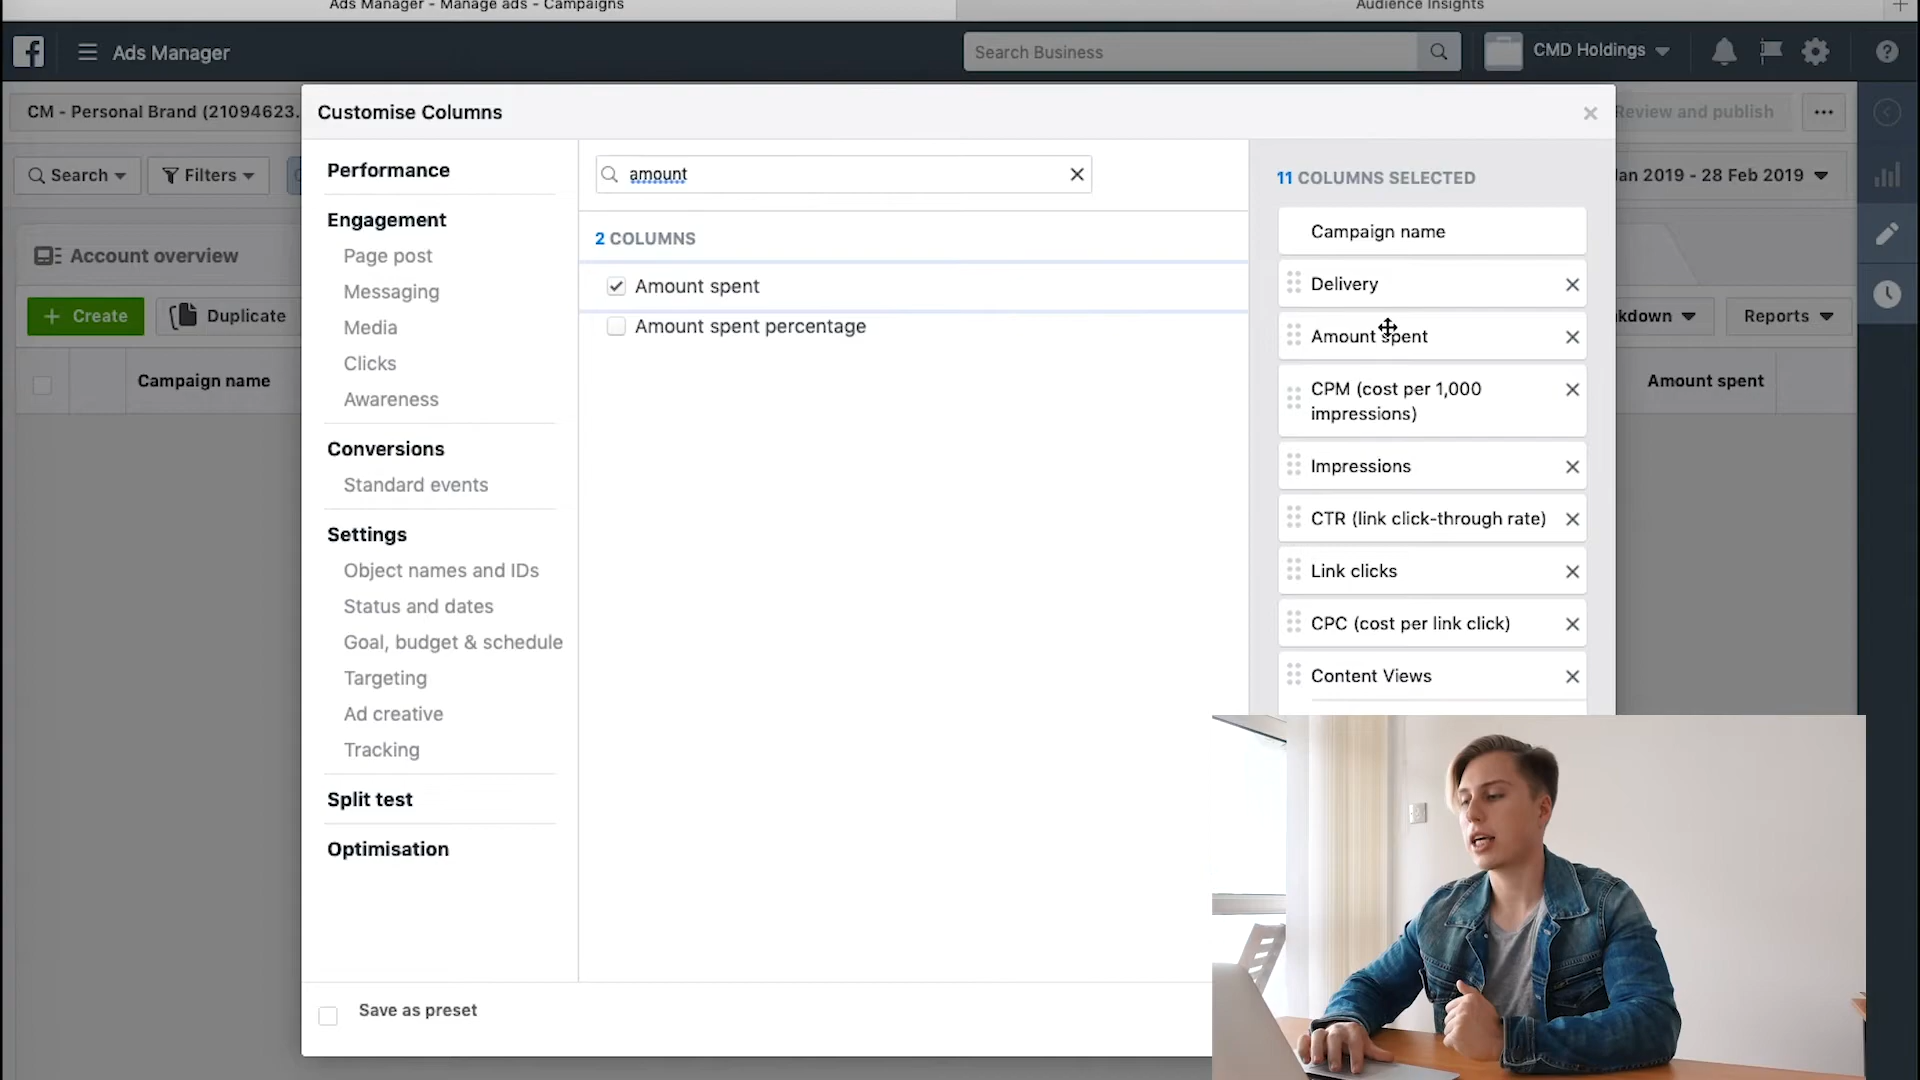 Ads Manager - Manage ads - Campaigns
Audience Insights
Ads Manager
Search Business
CMD Holdings
CM - Personal Brand (21094623.
Customise Columns
Review and publish
Search
Filters
an 2019 - 28 Feb 2019
Account overview
Create
Duplicate
kdown
Reports
Campaign name
Amount spent
Performance
Engagement
Page post
Messaging
Media
Clicks
Awareness
Conversions
Standard events
Settings
Object names and IDs
Status and dates
Goal, budget & schedule
Targeting
Ad creative
Tracking
Split test
Optimisation
amount
2 COLUMNS
Amount spent
Amount spent percentage
11 COLUMNS SELECTED
Campaign name
Delivery
Amount spent
CPM (cost per 1,000
impressions)
Impressions
CTR (link click-through rate)
Link clicks
CPC (cost per link click)
Content Views
Save as preset